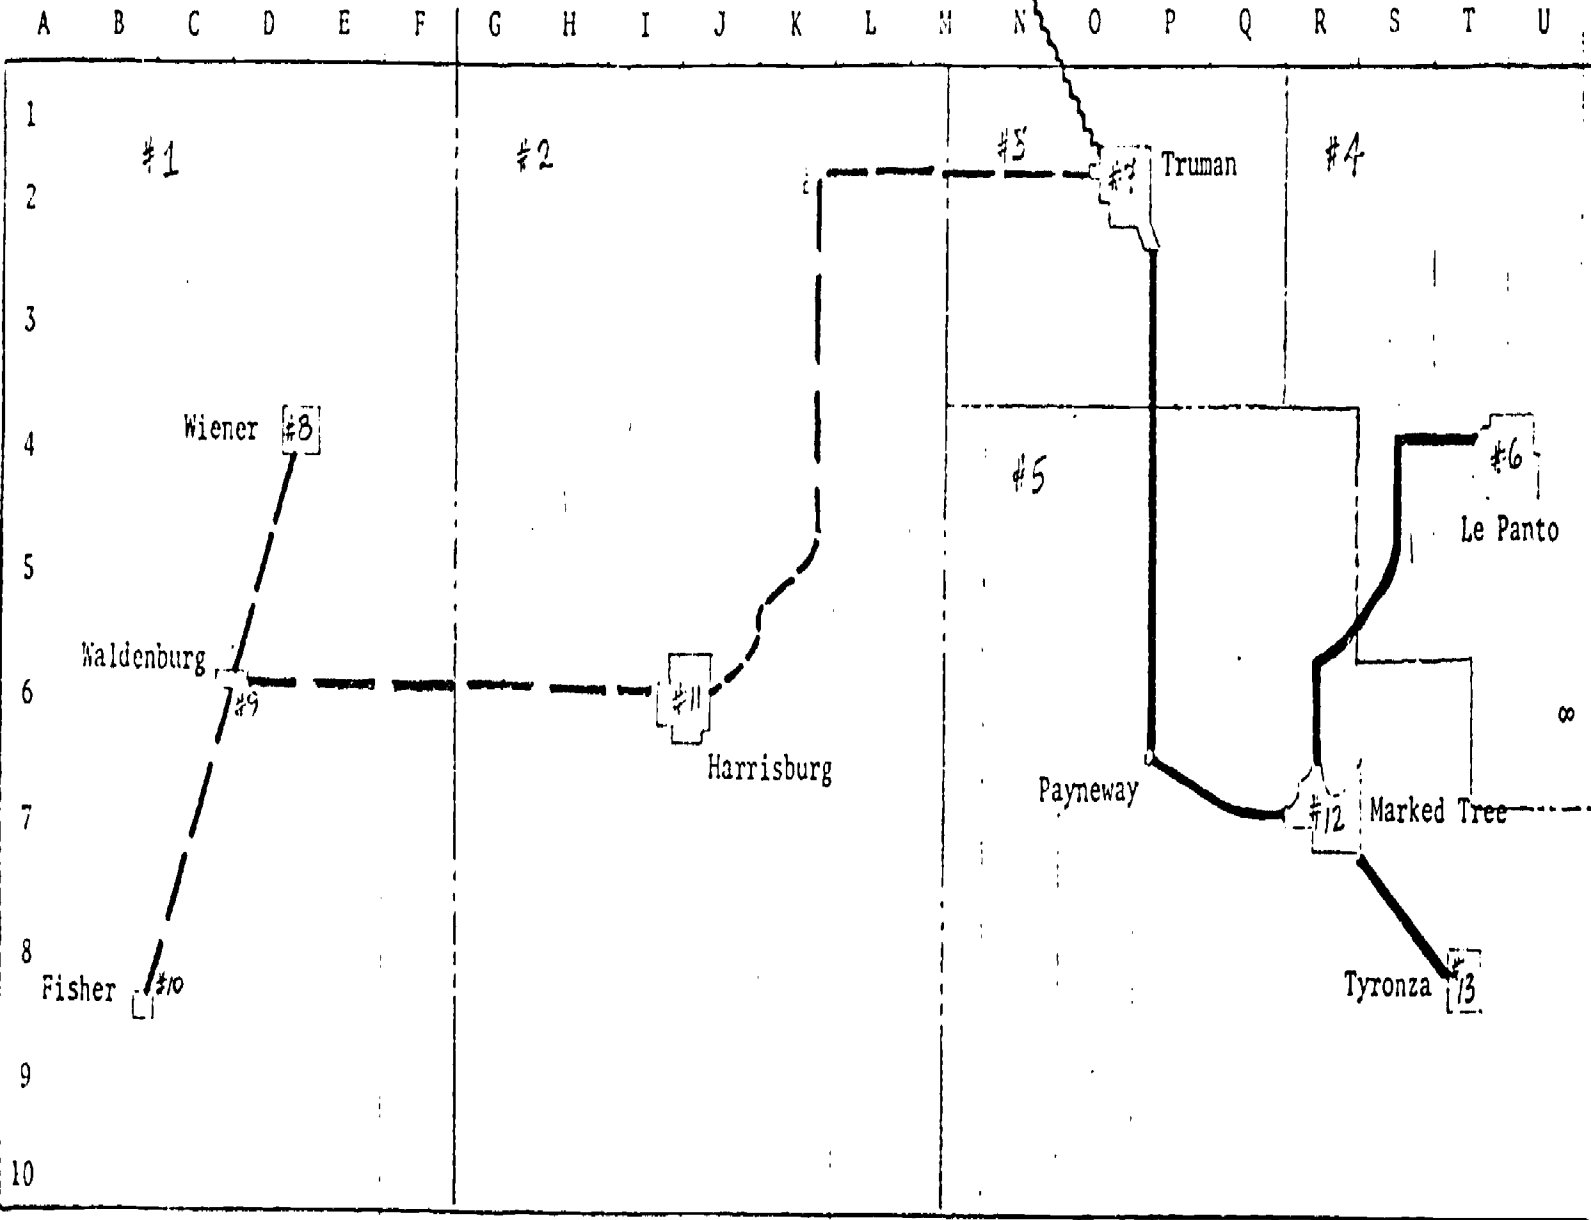 A B C D E F G H I J K L M N O P Q R S T U
1
#1 #2 #3 #4
#7 Truman
2
3
Wiener #8
4
#5
#6
Le Panto
5
Waldenburg
#9
6
#11
∞
Harrisburg
Payneway
7
#12 Marked Tree
8
Fisher #10
Tyronza #13
9
10